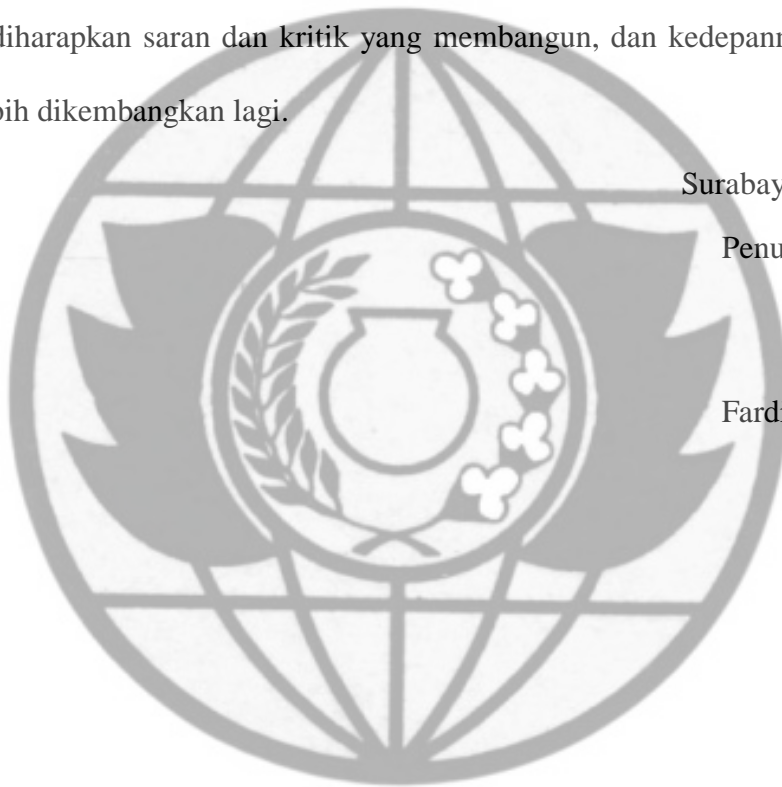 diharapkan saran dan kritik yang membangun, dan kedepann
bih dikembangkan lagi.
Surabay
Penu
Fardi